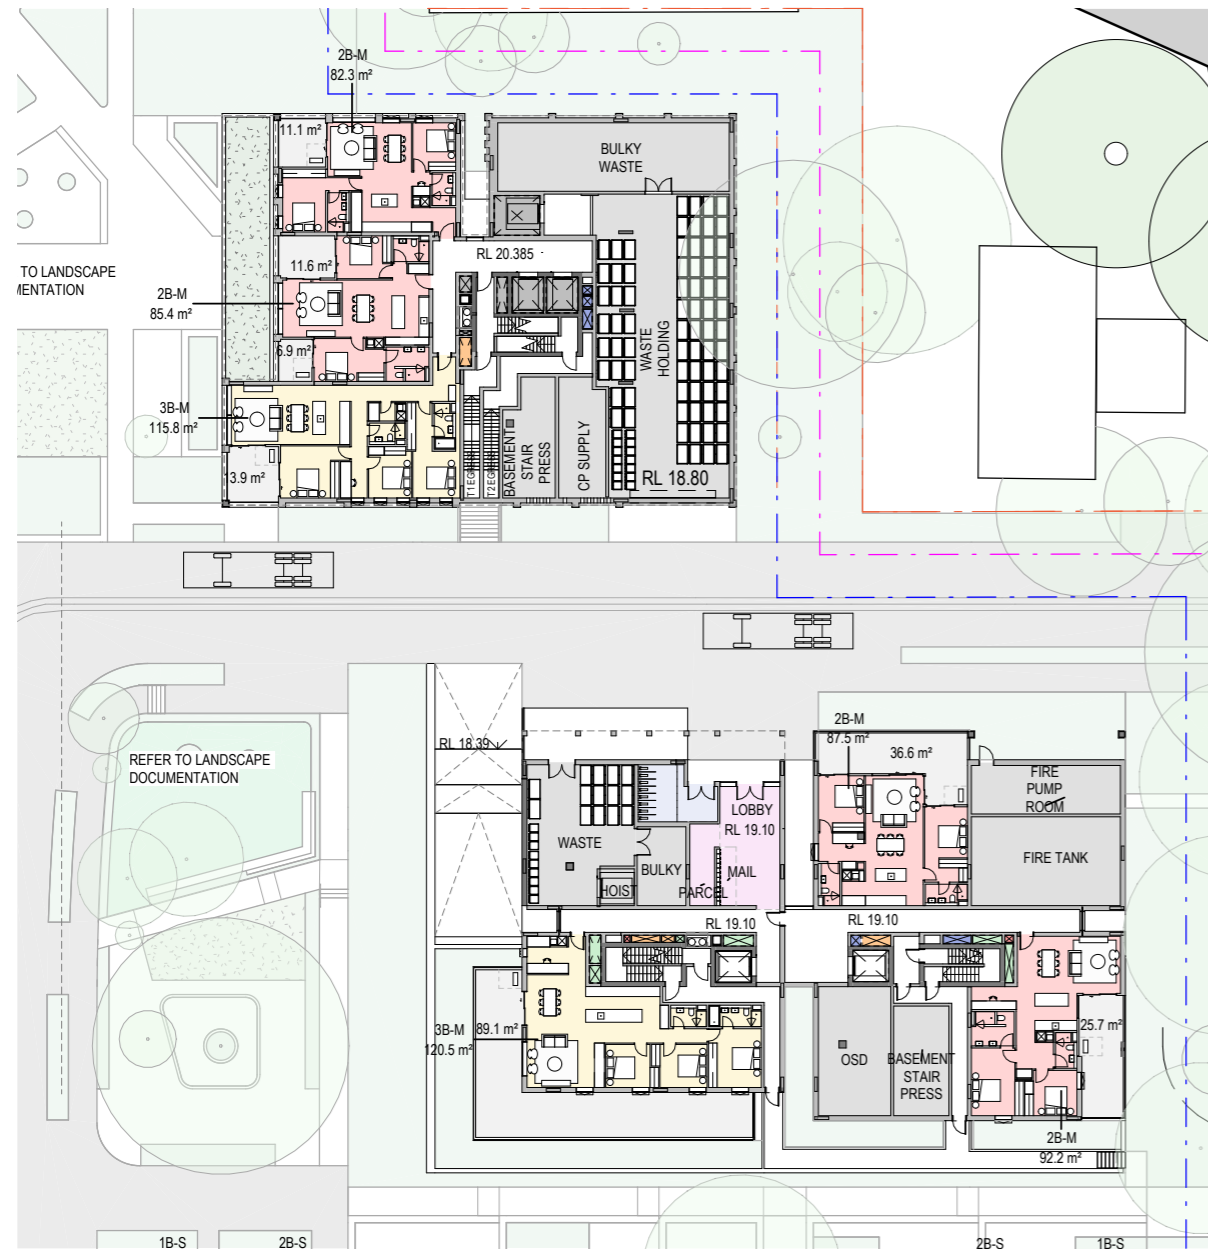 2B-M
82.3 m²
11.1 m²
BULKY
WASTE
RL 20.385
TO LANDSCAPE
MENTATION
11.6 m²
2B-M
85.4 m²
WASTE
HOLDING
3B-M
115.8 m²
3.9 m²
T1 EGRESS
T2 EGRESS
BASEMENT
STAIR
PRESS
CP SUPPLY
RL 18.80
REFER TO LANDSCAPE
DOCUMENTATION
RL 18.39
2B-M
87.5 m²
36.6 m²
FIRE
PUMP
ROOM
LOBBY
RL 19.10
WASTE
BULKY
MAIL
HOIST
PARCEL
FIRE TANK
RL 19.10
RL 19.10
3B-M
120.5 m²
89.1 m²
25.7 m²
OSD
BASEMENT
STAIR
PRESS
2B-M
92.2 m²
1B-S
2B-S
2B-S
1B-S